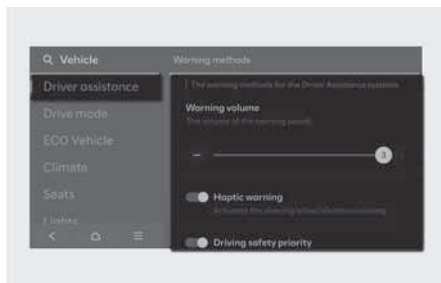 Vehicle
Warning methods
Driver assistance
The warning methods for the Driver Assistance systems
Drive mode
Warning volume
The volume of the warning sound
ECO Vehicle
3
Climate
Seats
Haptic warning
Lights
Driving safety priority